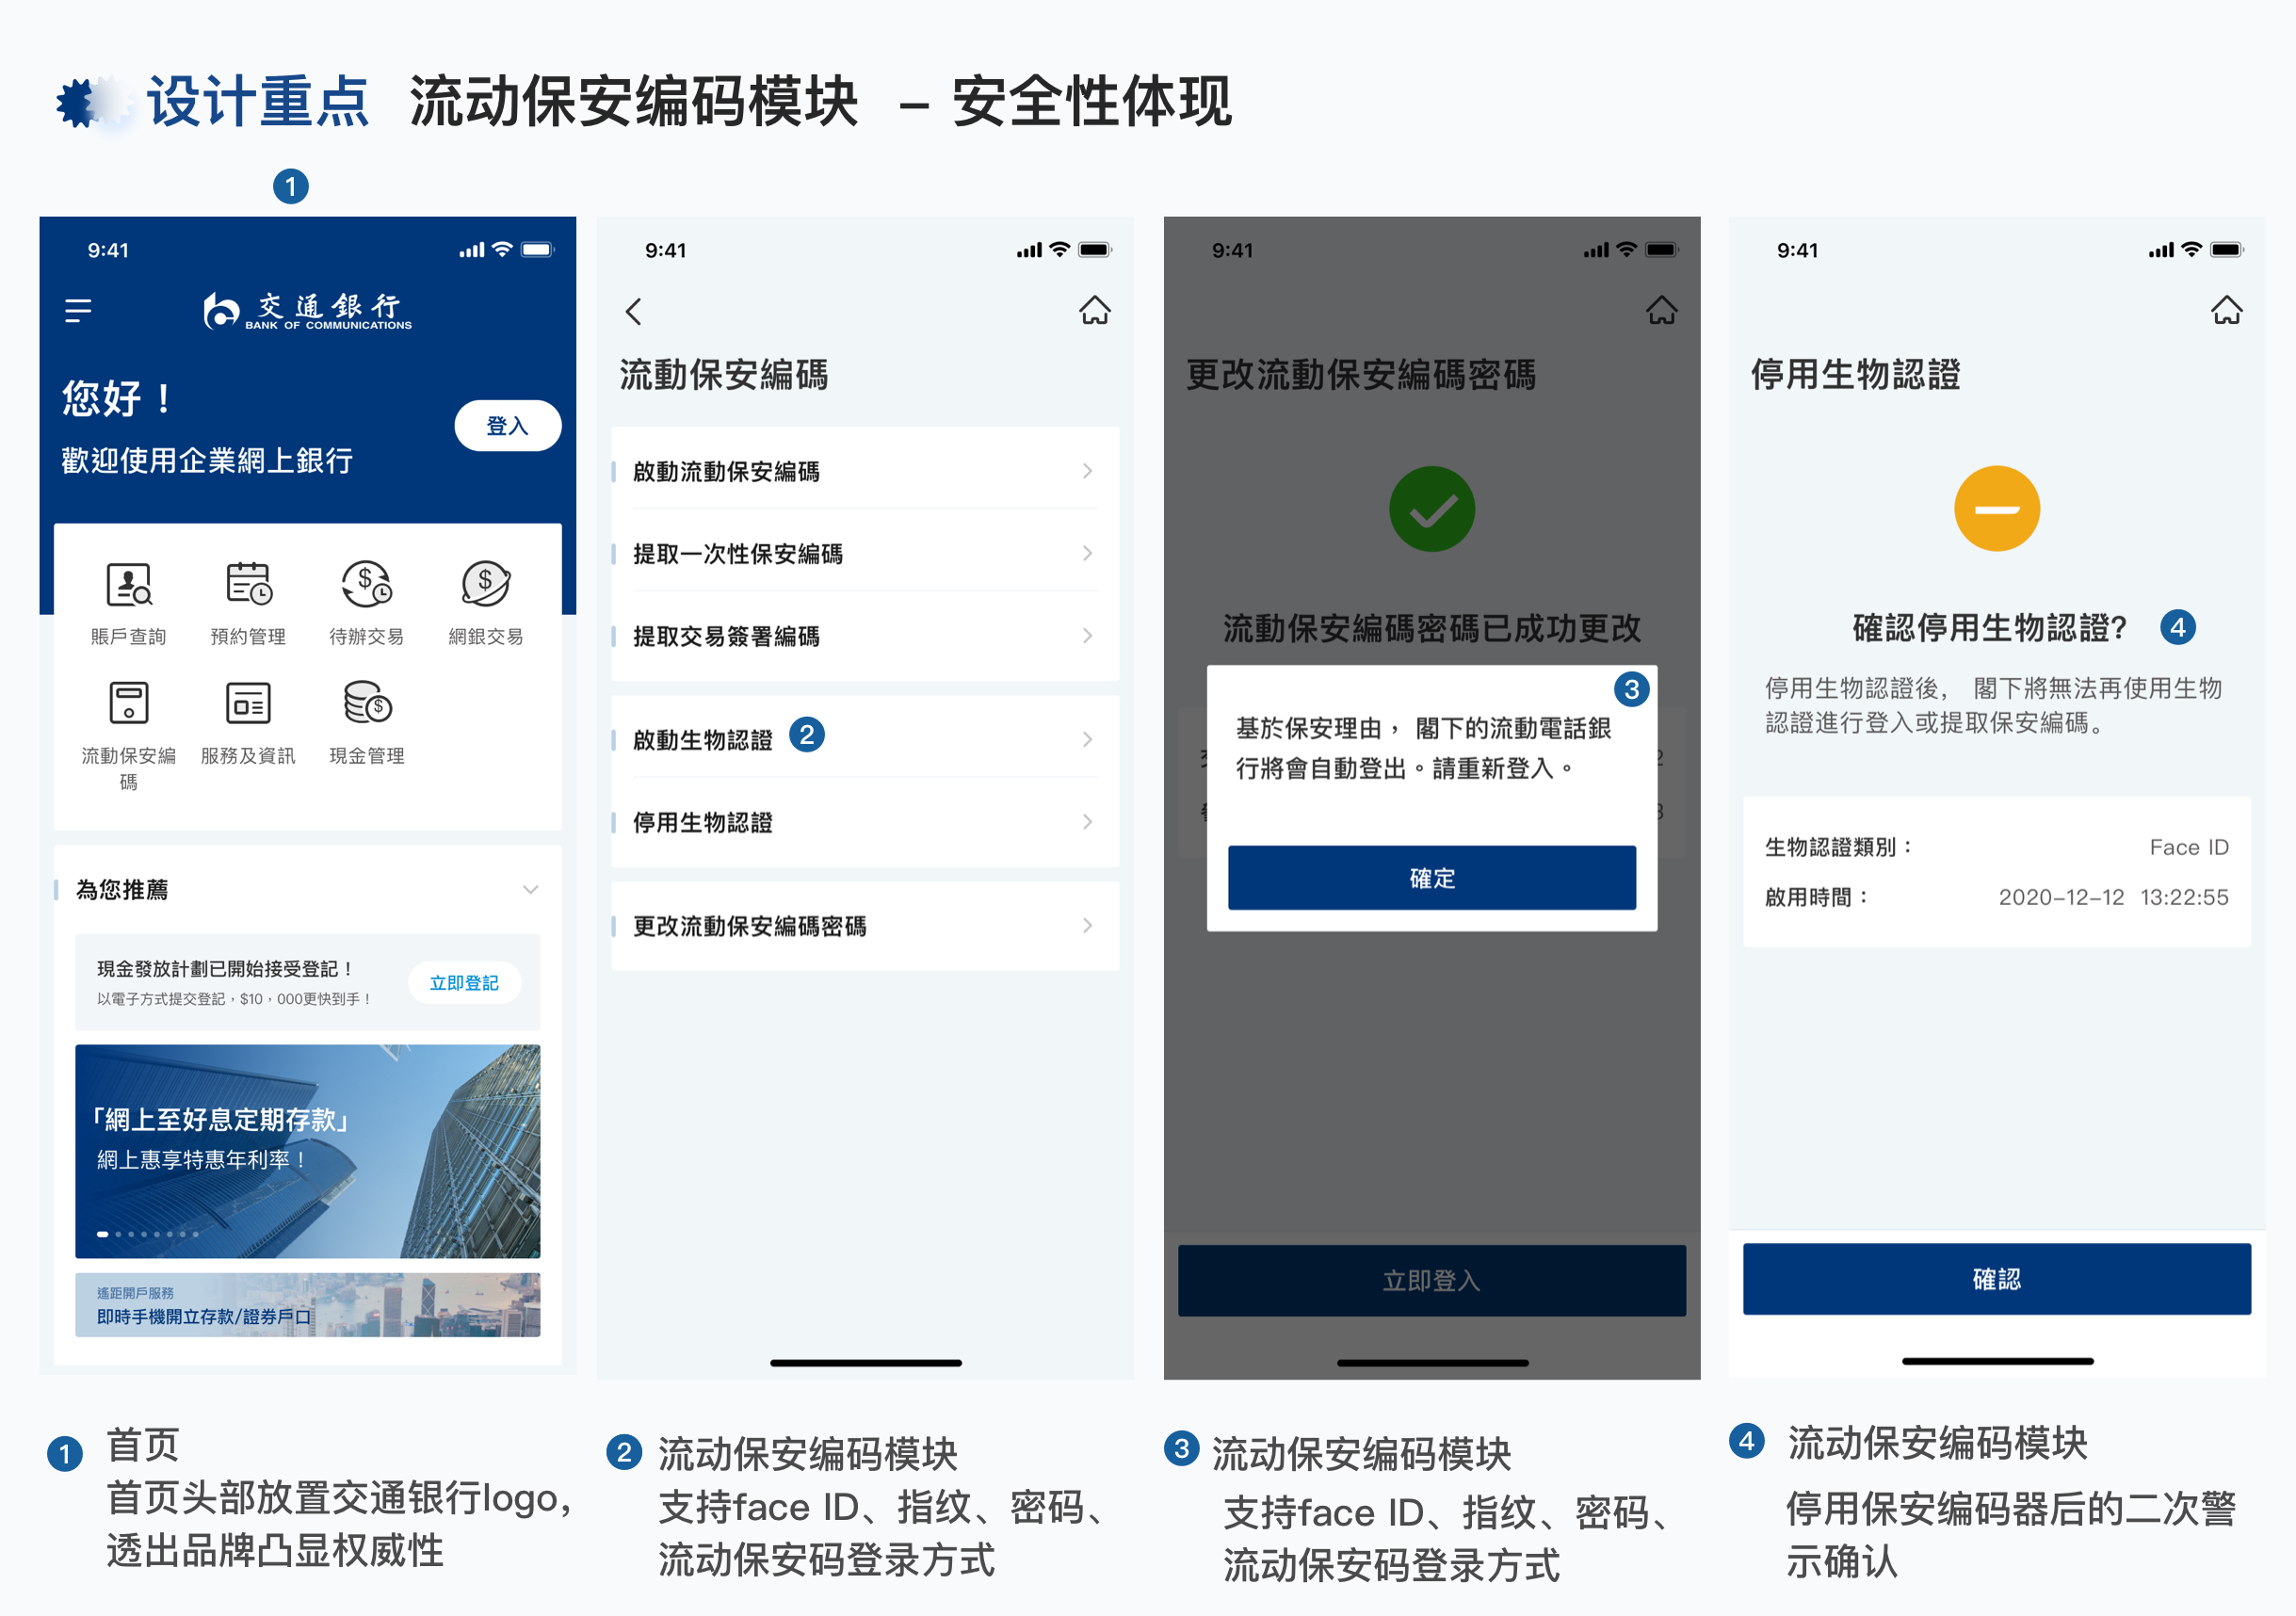 设计重点 流动保安编码模块 – 安全性体现
1
9:41
交通銀行
BANK OF COMMUNICATIONS
您好！
登入
歡迎使用企業網上銀行
賬戶查詢 預約管理 待辦交易 網銀交易
流動保安編 服務及資訊 現金管理
碼
為您推薦
現金發放計劃已開始接受登記！
以電子方式提交登記，$10，000更快到手！
立即登記
「網上至好息定期存款」
網上惠享特惠年利率！
遙距開戶服務
即時手機開立存款/證券戶口
9:41
流動保安編碼
啟動流動保安編碼
提取一次性保安編碼
提取交易簽署編碼
啟動生物認證 2
停用生物認證
更改流動保安編碼密碼
9:41
更改流動保安編碼密碼
流動保安編碼密碼已成功更改
3
基於保安理由， 閣下的流動電話銀
行將會自動登出。請重新登入。
確定
立即登入
9:41
停用生物認證
確認停用生物認證? 4
停用生物認證後， 閣下將無法再使用生物
認證進行登入或提取保安編碼。
生物認證類別： Face ID
啟用時間： 2020–12–12 13:22:55
確認
1 首页
首页头部放置交通银行logo，
透出品牌凸显权威性
2 流动保安编码模块
支持face ID、指纹、密码、
流动保安码登录方式
3 流动保安编码模块
支持face ID、指纹、密码、
流动保安码登录方式
4 流动保安编码模块
停用保安编码器后的二次警
示确认